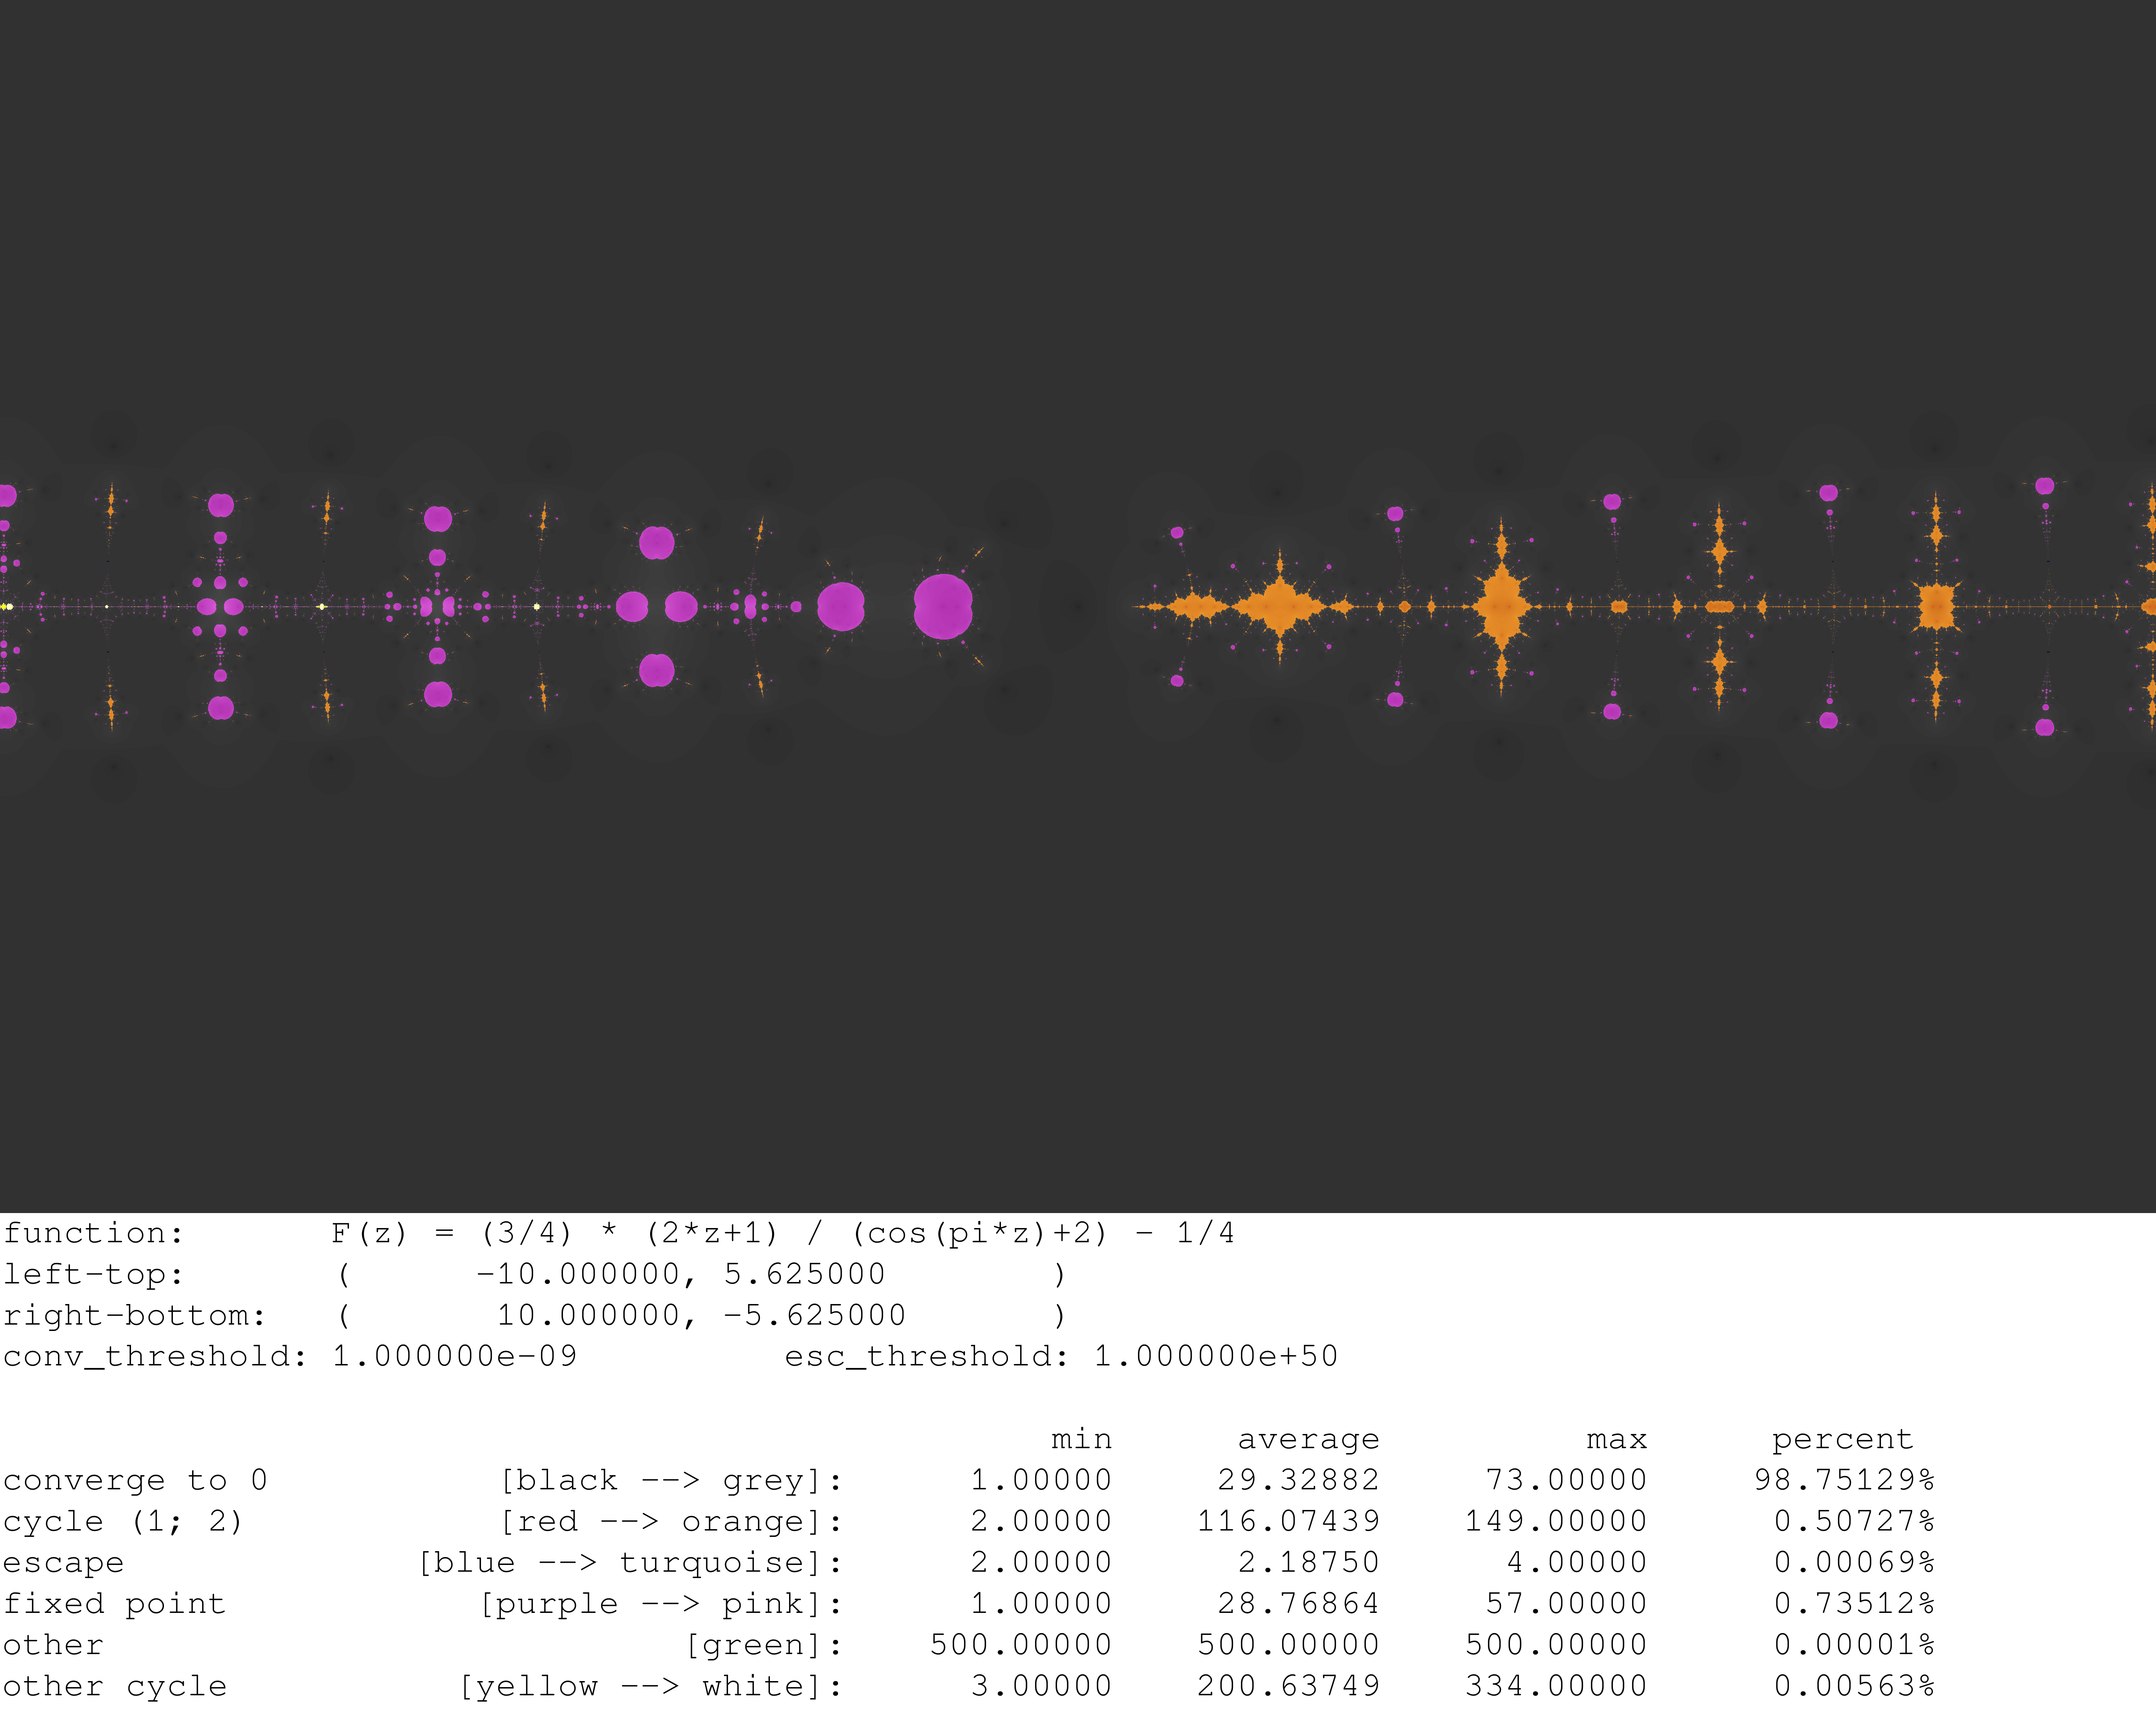 function: F(z) = (3/4) * (2*z+1) / (cos(pi*z)+2) - 1/4
left-top: ( -10.000000, 5.625000 )
right-bottom: ( 10.000000, -5.625000 )
conv_threshold: 1.000000e-09 esc_threshold: 1.000000e+50
min average max percent
converge to 0 [black --> grey]: 1.00000 29.32882 73.00000 98.75129%
cycle (1; 2) [red --> orange]: 2.00000 116.07439 149.00000 0.50727%
escape [blue --> turquoise]: 2.00000 2.18750 4.00000 0.00069%
fixed point [purple --> pink]: 1.00000 28.76864 57.00000 0.73512%
other [green]: 500.00000 500.00000 500.00000 0.00001%
other cycle [yellow --> white]: 3.00000 200.63749 334.00000 0.00563%